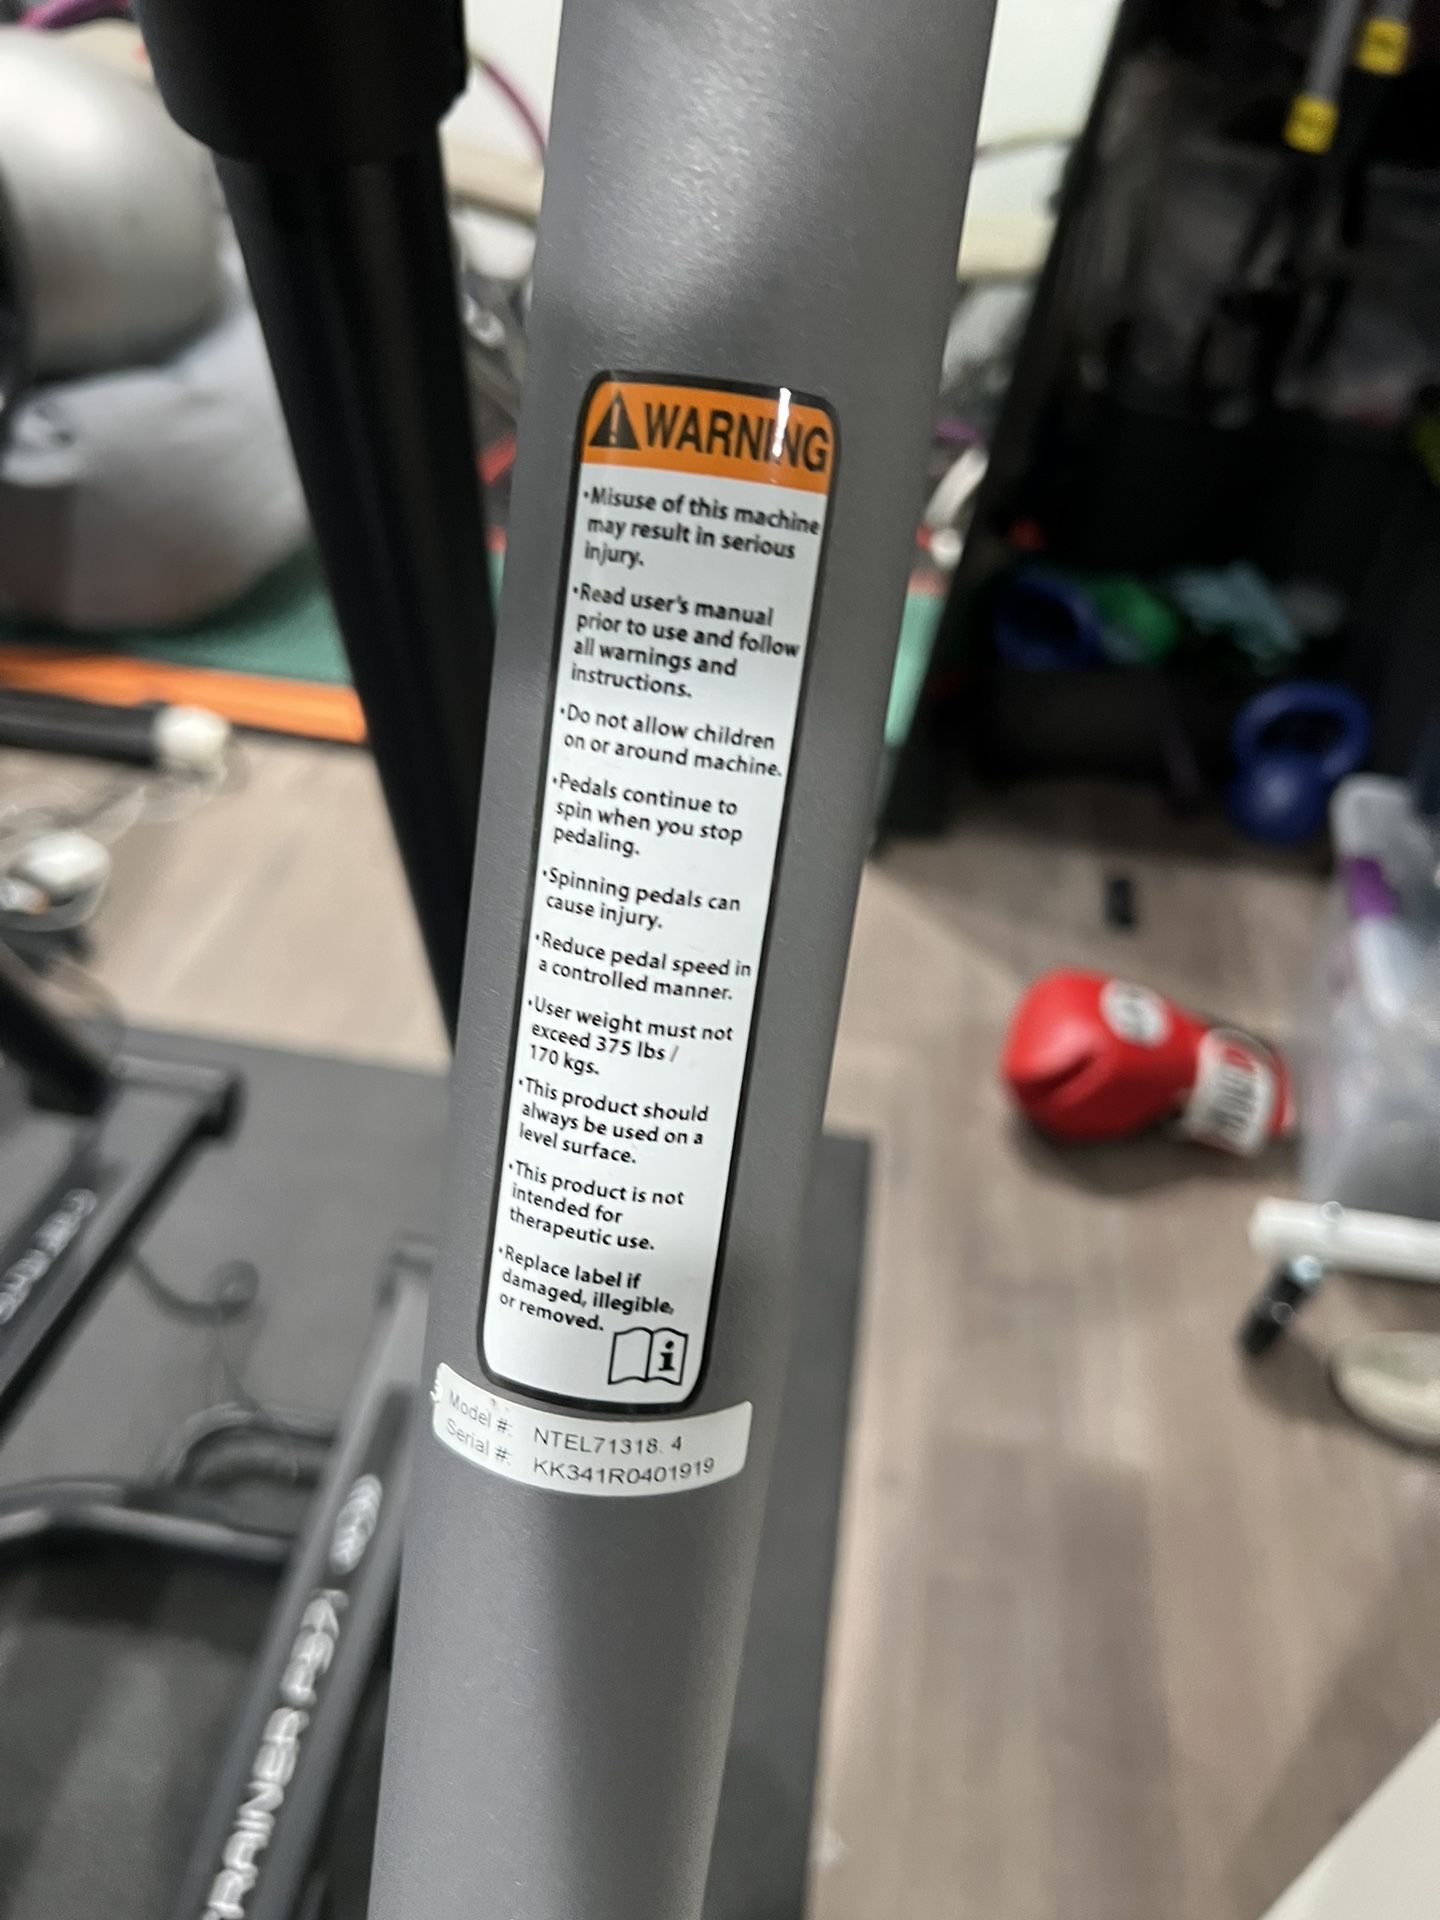 WARNING
•Misuse of this machine
may result in serious
injury.
•Read user's manual
prior to use and follow
all warnings and
instructions.
•Do not allow children
on or around machine.
•Pedals continue to
spin when you stop
pedaling.
•Spinning pedals can
cause injury.
•Reduce pedal speed in
a controlled manner.
•User weight must not
exceed 375 lbs /
170 kgs.
•This product should
always be used on a
level surface.
•This product is not
intended for
therapeutic use.
•Replace label if
damaged, illegible,
or removed.
Model #: NTEL71318. 4
Serial #: KK341R0401919